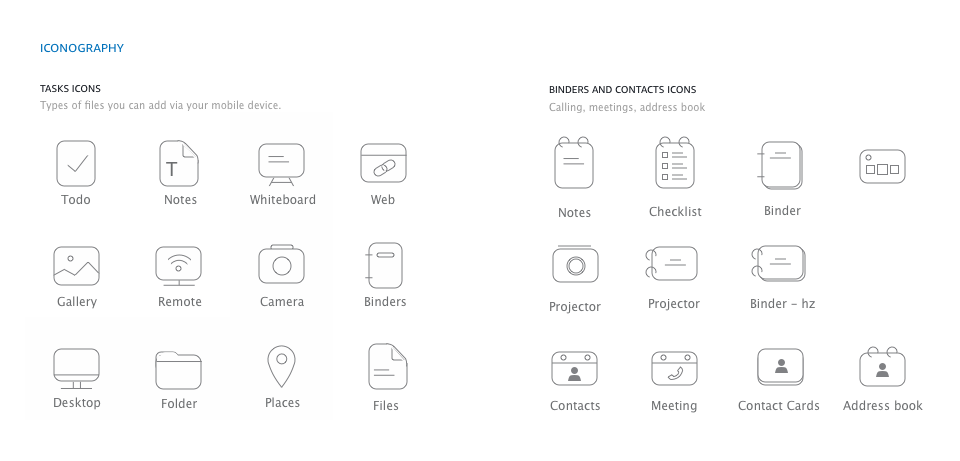 ICONOGRAPHY
TASKS ICONS
Types of files you can add via your mobile device.
T
Todo
Notes
Whiteboard
Web
Gallery
Remote
Camera
Binders
Desktop
Folder
Places
Files
BINDERS AND CONTACTS ICONS
Calling, meetings, address book
Notes
Checklist
Binder
Projector
Projector
Binder - hz
Contacts
Meeting
Contact Cards
Address book